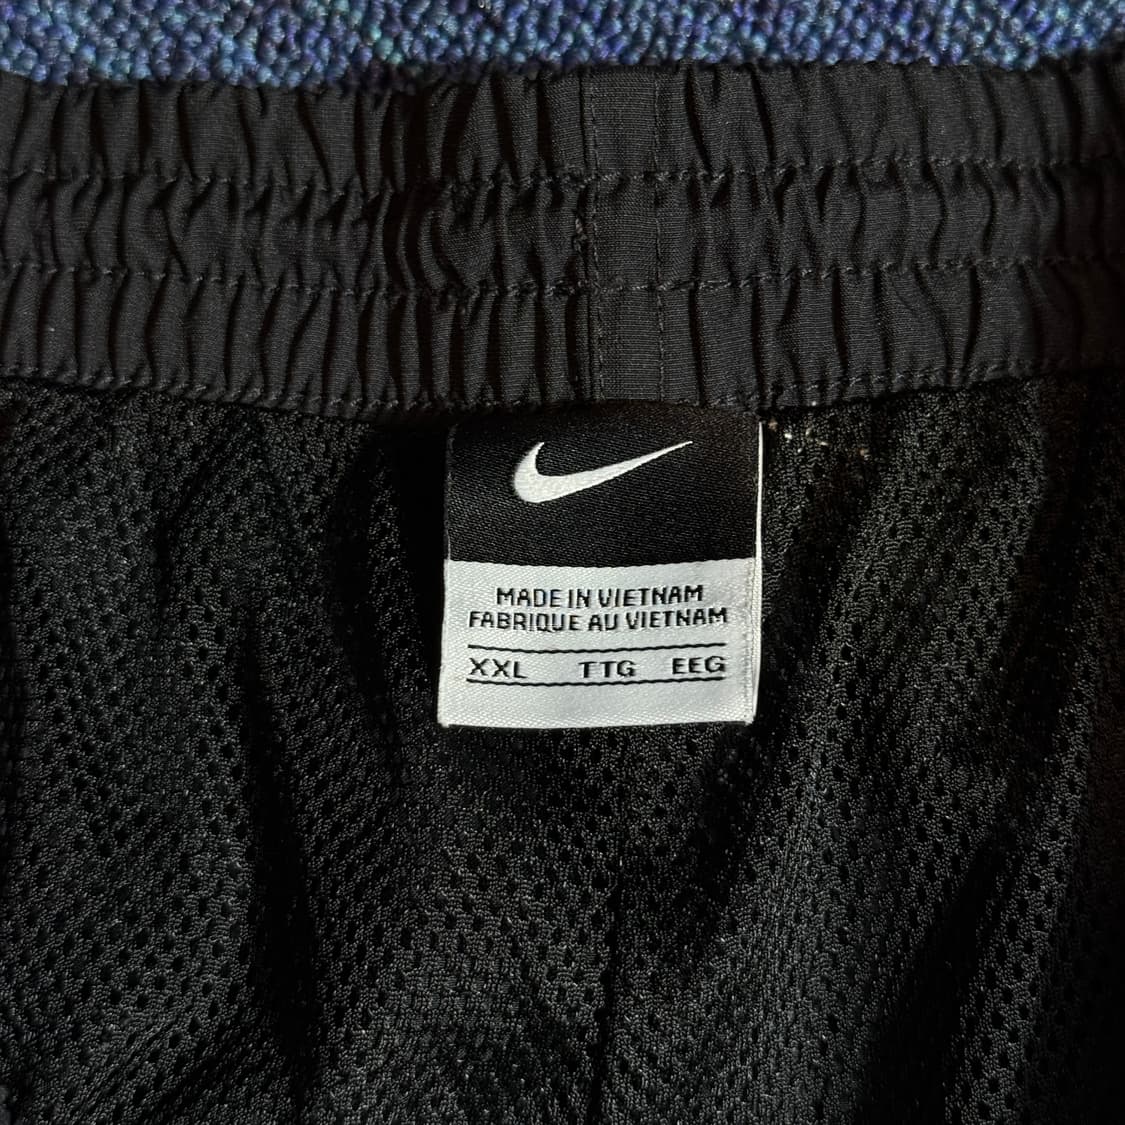 MADE IN VIETNAM
FABRIQUE AU VIETNAM
XXL TTG EEG